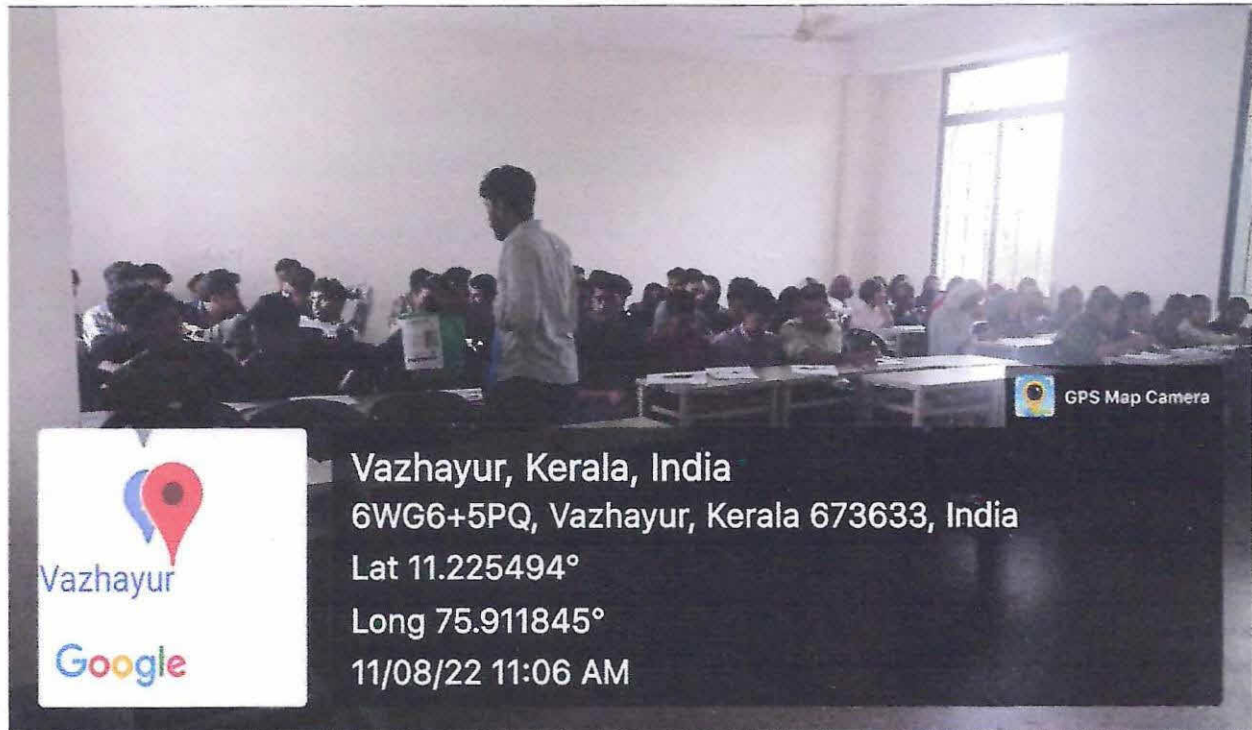 GPS Map Camera
Vazhayur, Kerala, India
6WG6+5PQ, Vazhayur, Kerala 673633, India
Lat 11.225494°
Long 75.911845°
11/08/22 11:06 AM
Vazhayur
Google